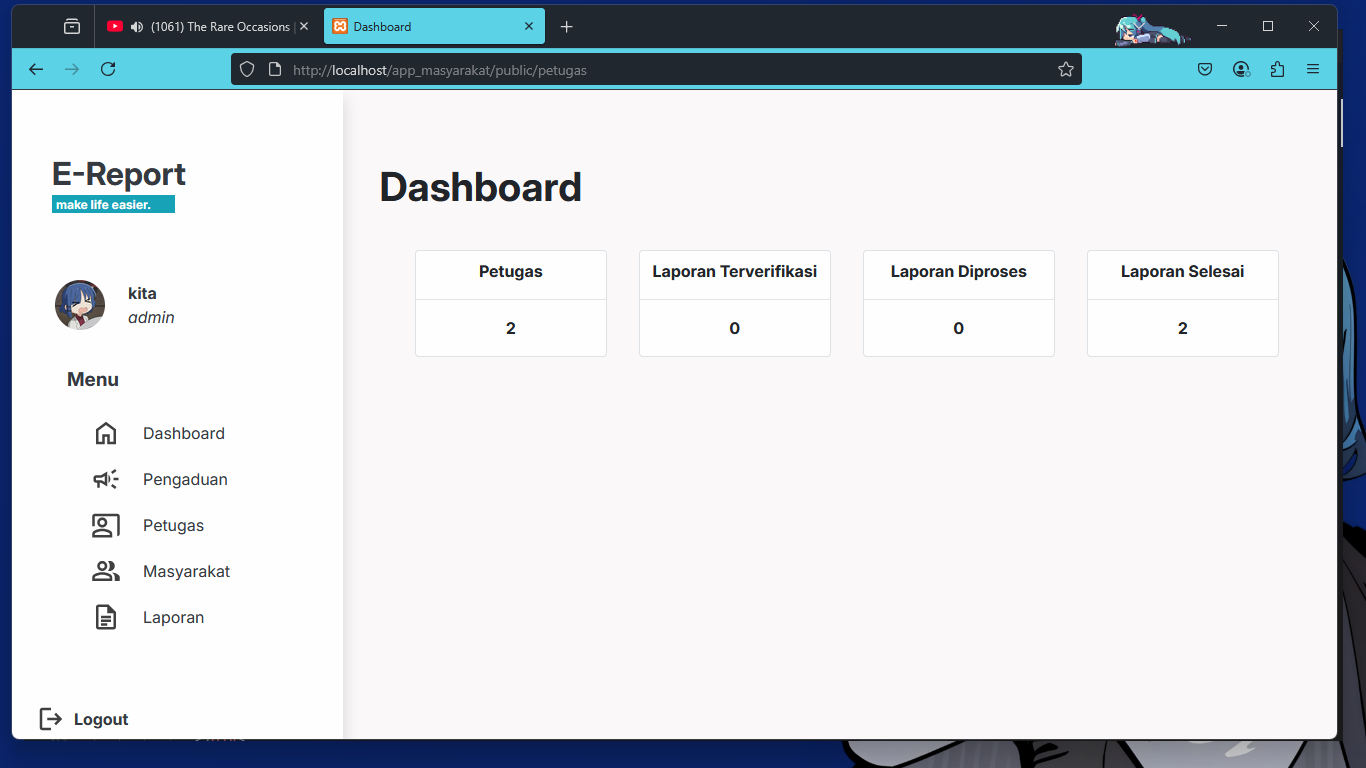 (1061) The Rare Occasions
Dashboard
http://localhost/app_masyarakat/public/petugas
E-Report
make life easier.
kita
admin
Menu
Dashboard
Pengaduan
Petugas
Masyarakat
Laporan
Logout
Dashboard
Petugas
2
Laporan Terverifikasi
0
Laporan Diproses
0
Laporan Selesai
2